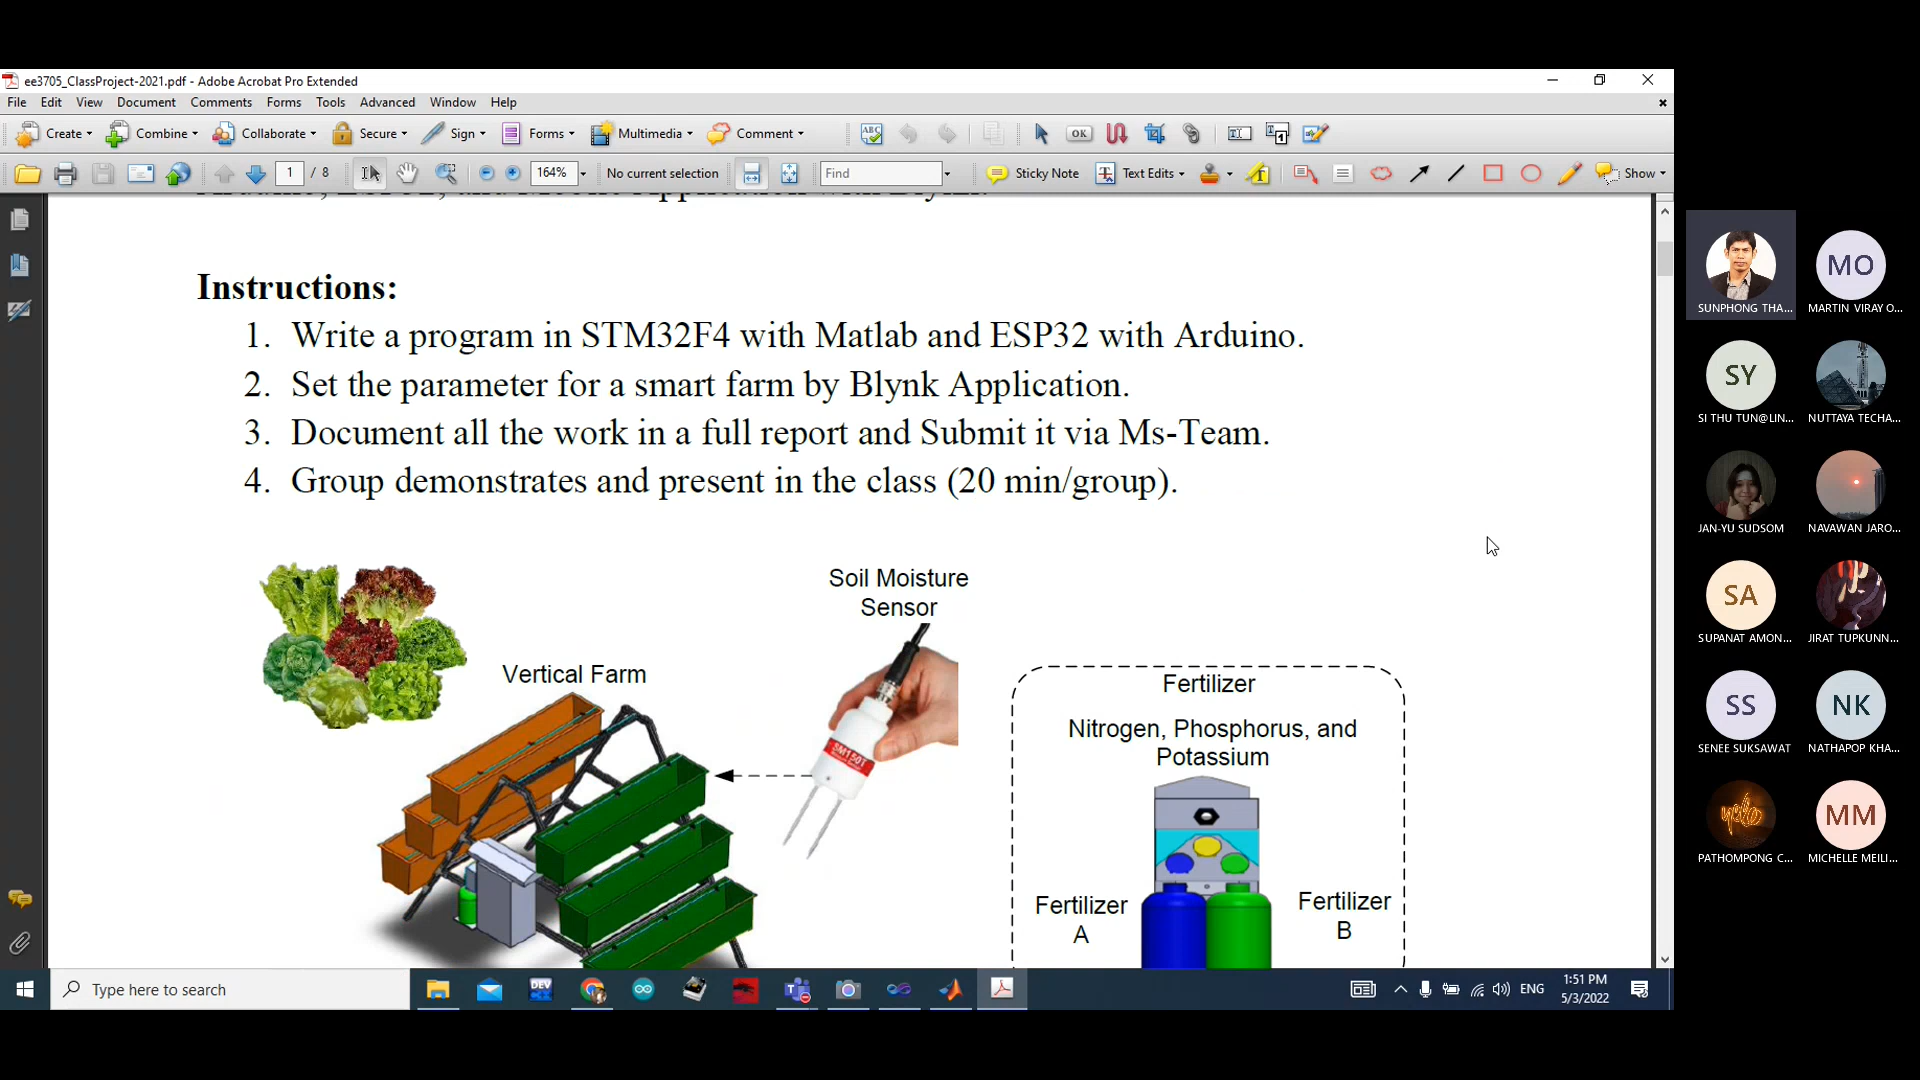 ee3705_ClassProject-2021.pdf - Adobe Acrobat Pro Extended
File Edit View Document Comments Forms Tools Advanced Window Help
Create Combine Collaborate Secure Sign Forms Multimedia Comment
1 / 8 164% No current selection Find Sticky Note Text Edits Show
Instructions:
1. Write a program in STM32F4 with Matlab and ESP32 with Arduino.
2. Set the parameter for a smart farm by Blynk Application.
3. Document all the work in a full report and Submit it via Ms-Team.
4. Group demonstrates and present in the class (20 min/group).
Soil Moisture
Sensor
Vertical Farm
SM150T
Fertilizer
Nitrogen, Phosphorus, and
Potassium
Fertilizer
A
Fertilizer
B
Type here to search
DEV
ENG
1:51 PM
5/3/2022
MO
SUNPHONG THA...
MARTIN VIRAY O...
SY
SI THU TUN@LIN...
NUTTAYA TECHA...
JAN-YU SUDSOM
NAVAWAN JARO...
SA
SUPANAT AMON...
JIRAT TUPKUNN...
SS
NK
SENEE SUKSAWAT
NATHAPOP KHA...
MM
PATHOMPONG C...
MICHELLE MEILI...